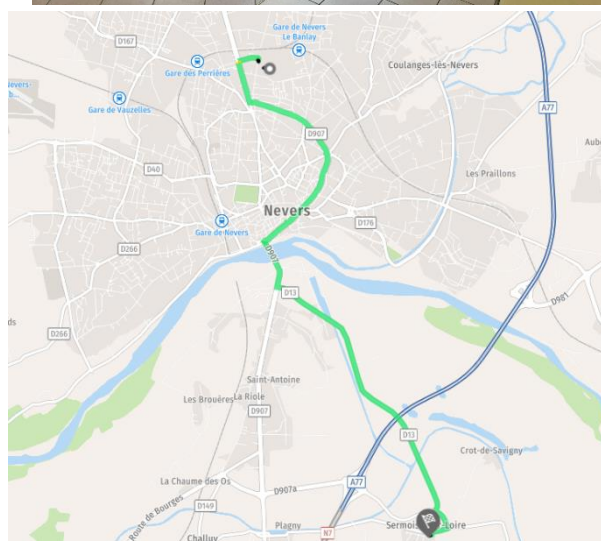 Gare de Nevers
Le Banlay
D167
Gare des Perrières
Coulanges-lès-Nevers
Gare de Vauzelles
A77
D907
Les Praillons
D40
Nevers
Gare de Nevers
D176
D266
D907
D13
D981
D266
Saint-Antoine
Les Brouères
La Riole
D907
D13
Crot-de-Savigny
La Chaume des Os
A77
D907a
Route de Bourges
D149
Plagny
N7
Challuy